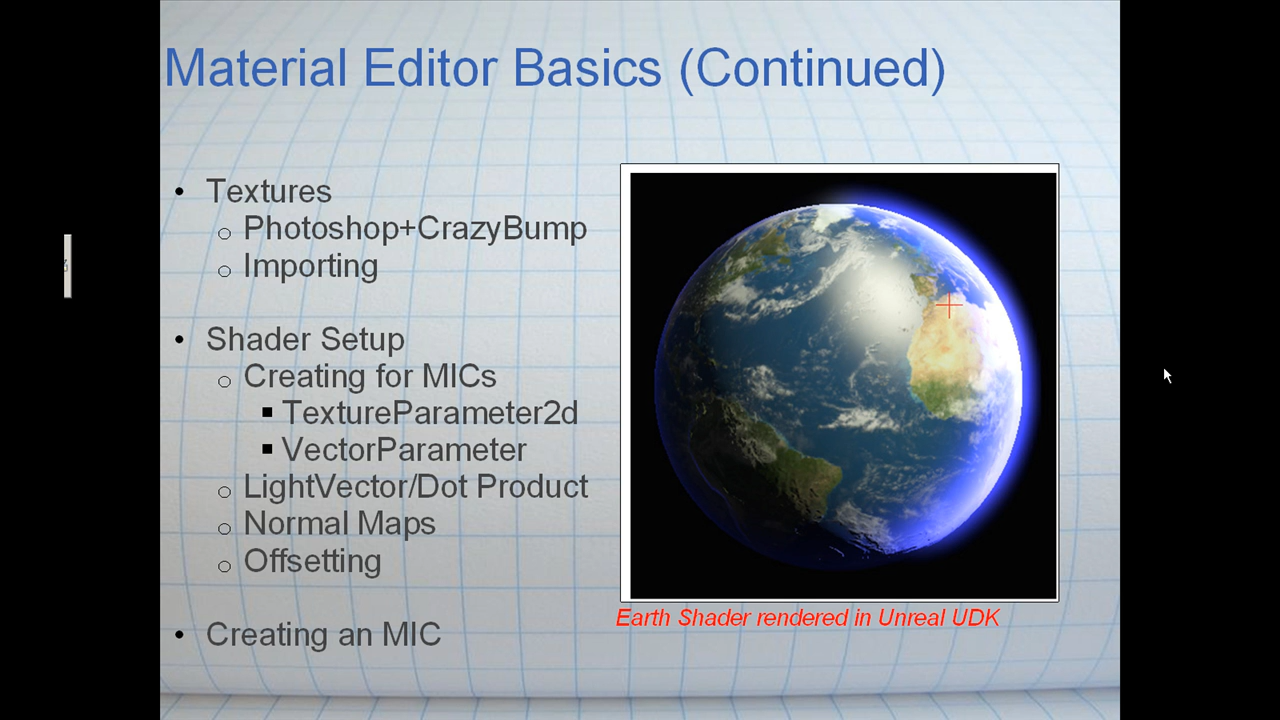 Material Editor Basics (Continued)
• Textures
o Photoshop+CrazyBump
o Importing
• Shader Setup
o Creating for MICs
▪ TextureParameter2d
▪ VectorParameter
o LightVector/Dot Product
o Normal Maps
o Offsetting
• Creating an MIC
Earth Shader rendered in Unreal UDK